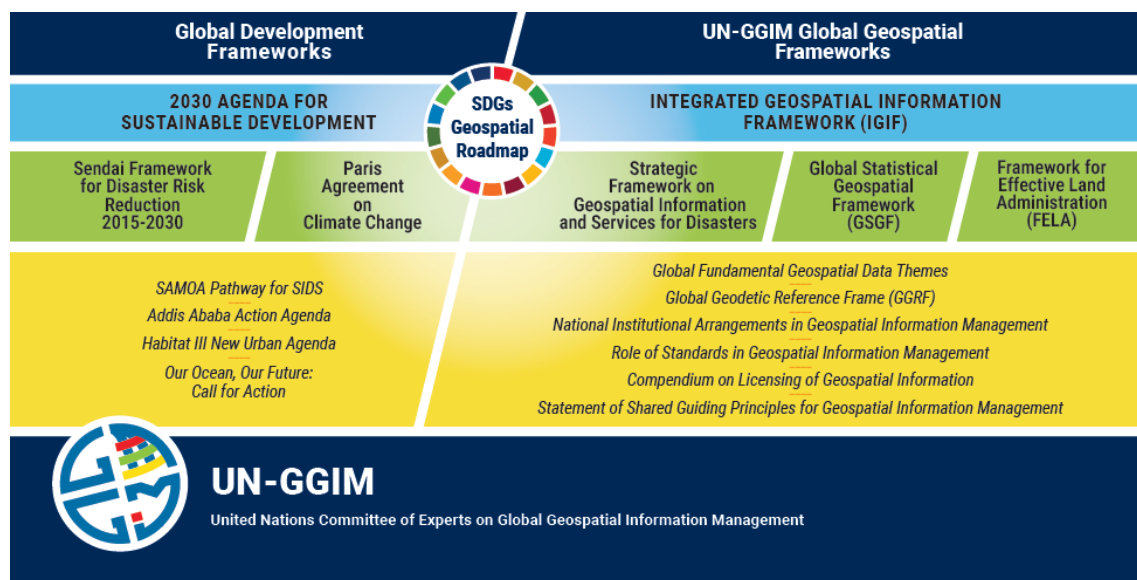 Global Development
Frameworks
UN-GGIM Global Geospatial
Frameworks
2030 AGENDA FOR
SUSTAINABLE DEVELOPMENT
SDGs
Geospatial
Roadmap
INTEGRATED GEOSPATIAL INFORMATION
FRAMEWORK (IGIF)
Sendai Framework
for Disaster Risk
Reduction
2015-2030
Paris
Agreement
on
Climate Change
Strategic
Framework on
Geospatial Information
and Services for Disasters
Global Statistical
Geospatial
Framework
(GSGF)
Framework for
Effective Land
Administration
(FELA)
SAMOA Pathway for SIDS
Addis Ababa Action Agenda
Habitat III New Urban Agenda
Our Ocean, Our Future:
Call for Action
Global Fundamental Geospatial Data Themes
Global Geodetic Reference Frame (GGRF)
National Institutional Arrangements in Geospatial Information Management
Role of Standards in Geospatial Information Management
Compendium on Licensing of Geospatial Information
Statement of Shared Guiding Principles for Geospatial Information Management
UN-GGIM
United Nations Committee of Experts on Global Geospatial Information Management